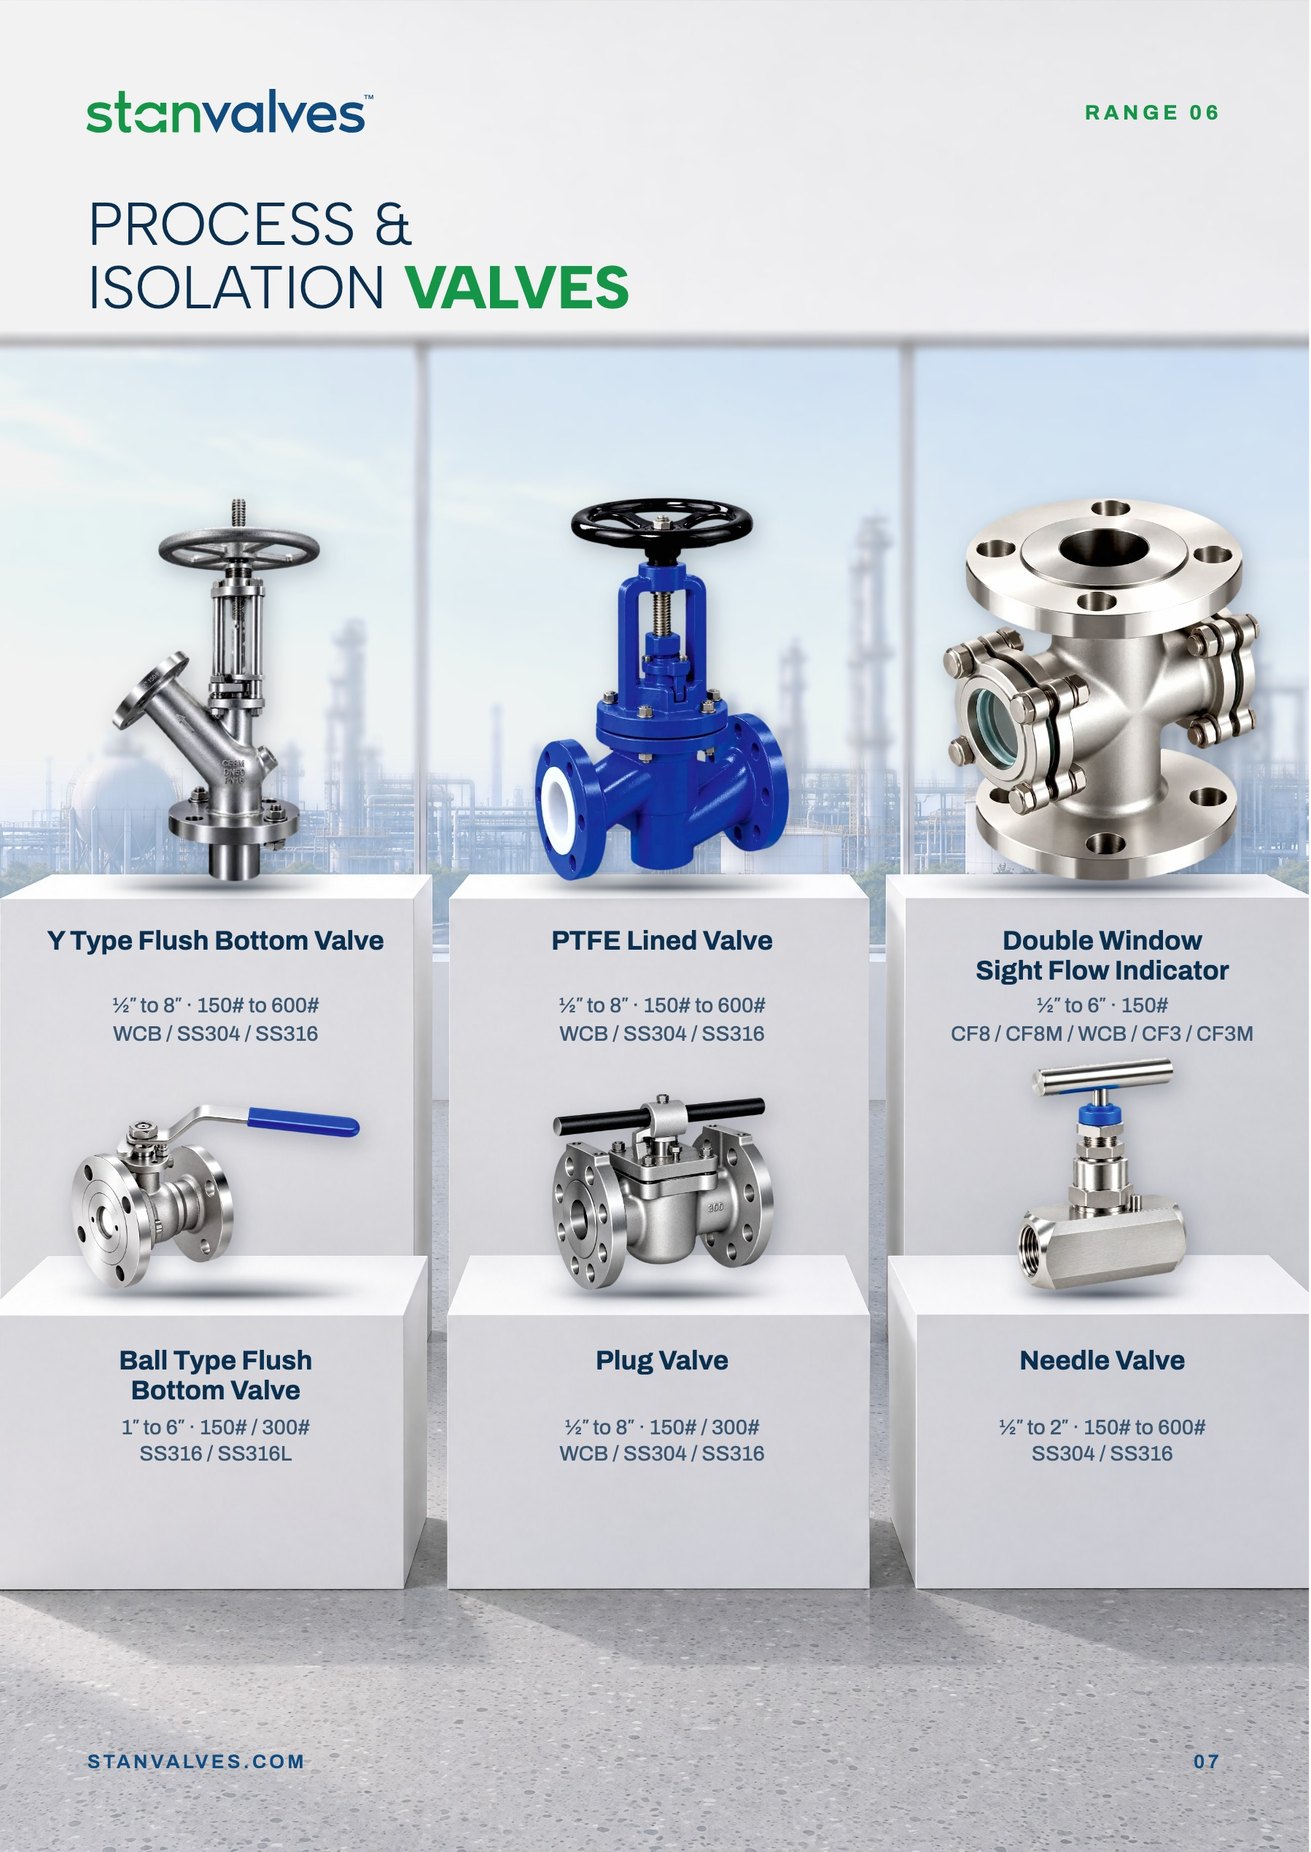 stanvalves™
RANGE 06
PROCESS &
ISOLATION VALVES
Y Type Flush Bottom Valve
½″ to 8″ · 150# to 600#
WCB / SS304 / SS316
PTFE Lined Valve
½″ to 8″ · 150# to 600#
WCB / SS304 / SS316
Double Window
Sight Flow Indicator
½″ to 6″ · 150#
CF8 / CF8M / WCB / CF3 / CF3M
300
Ball Type Flush
Bottom Valve
1″ to 6″ · 150# / 300#
SS316 / SS316L
Plug Valve
½″ to 8″ · 150# / 300#
WCB / SS304 / SS316
Needle Valve
½″ to 2″ · 150# to 600#
SS304 / SS316
STANVALVES.COM
07